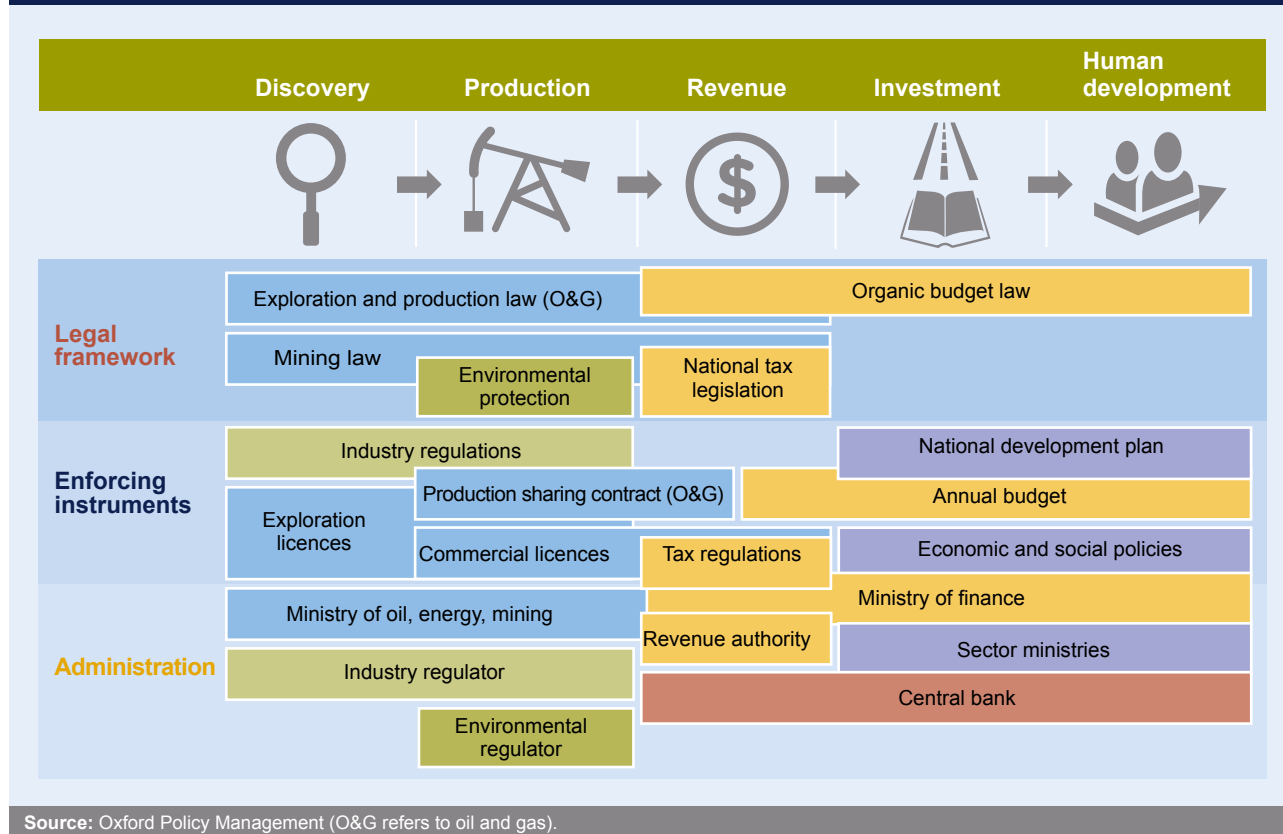 Discovery
Production
Revenue
Investment
Human
development
$
Legal
framework
Exploration and production law (O&G)
Organic budget law
Mining law
Environmental
protection
National tax
legislation
Enforcing
instruments
Industry regulations
National development plan
Production sharing contract (O&G)
Annual budget
Exploration
licences
Commercial licences
Tax regulations
Economic and social policies
Administration
Ministry of oil, energy, mining
Ministry of finance
Revenue authority
Sector ministries
Industry regulator
Central bank
Environmental
regulator
Source: Oxford Policy Management (O&G refers to oil and gas).